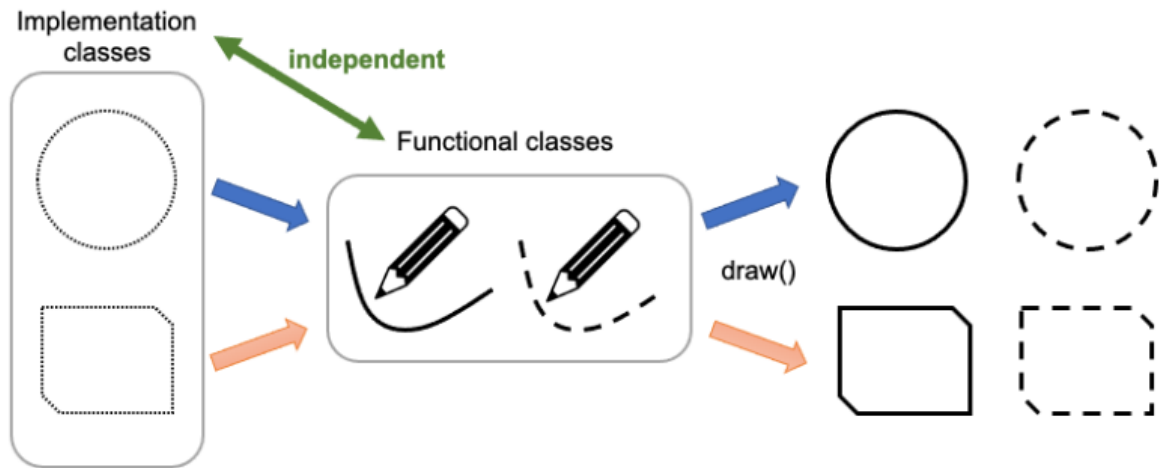 Implementation
classes
independent
Functional classes
draw()